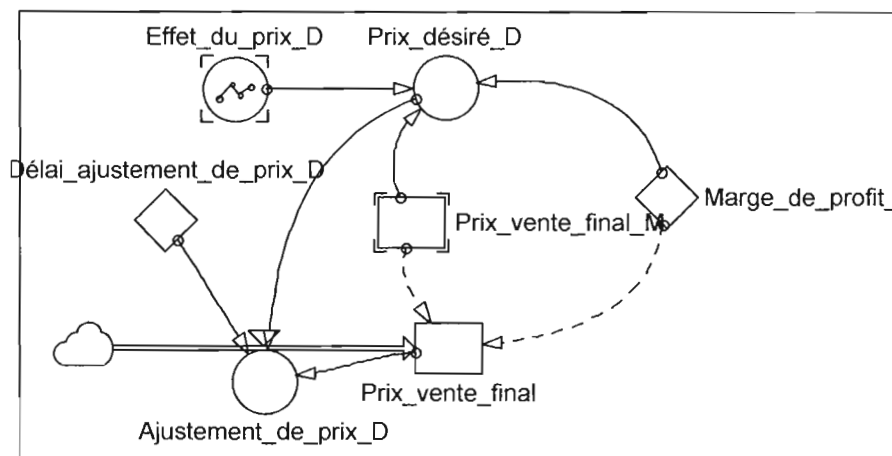 Effet_du_prix_D
Prix_désiré_D
Délai_ajustement_de_prix_D
Prix_vente_final_M
Marge_de_profit_
Prix_vente_final
Ajustement_de_prix_D